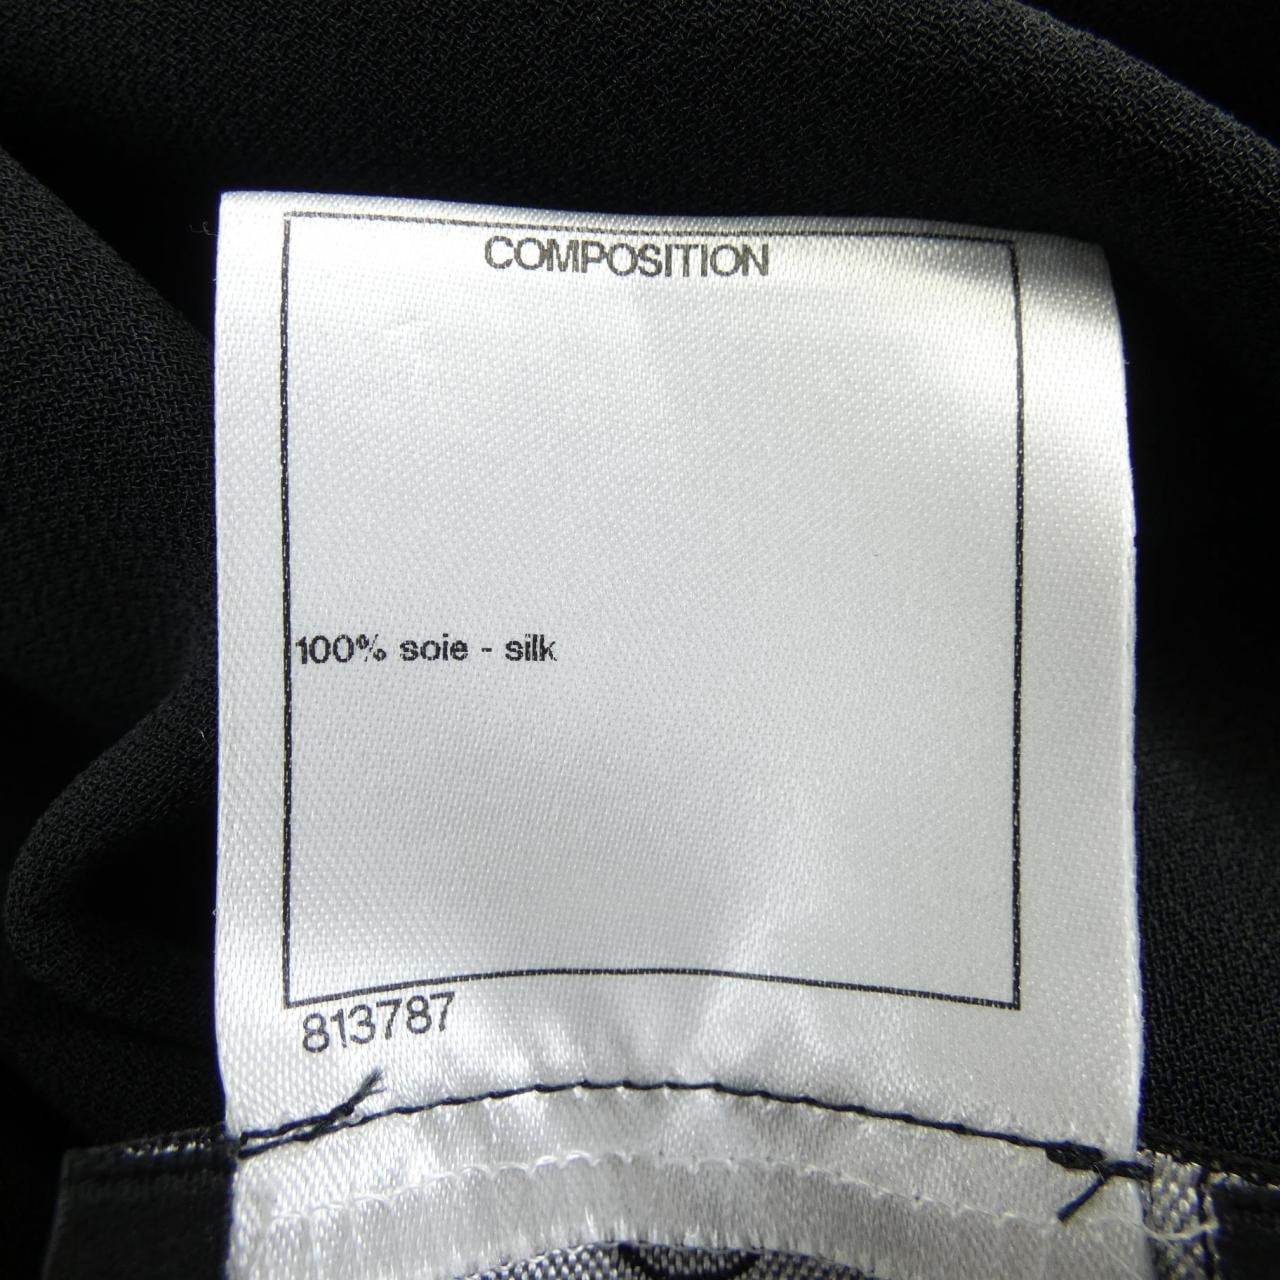 COMPOSITION
100% soie - silk
813787